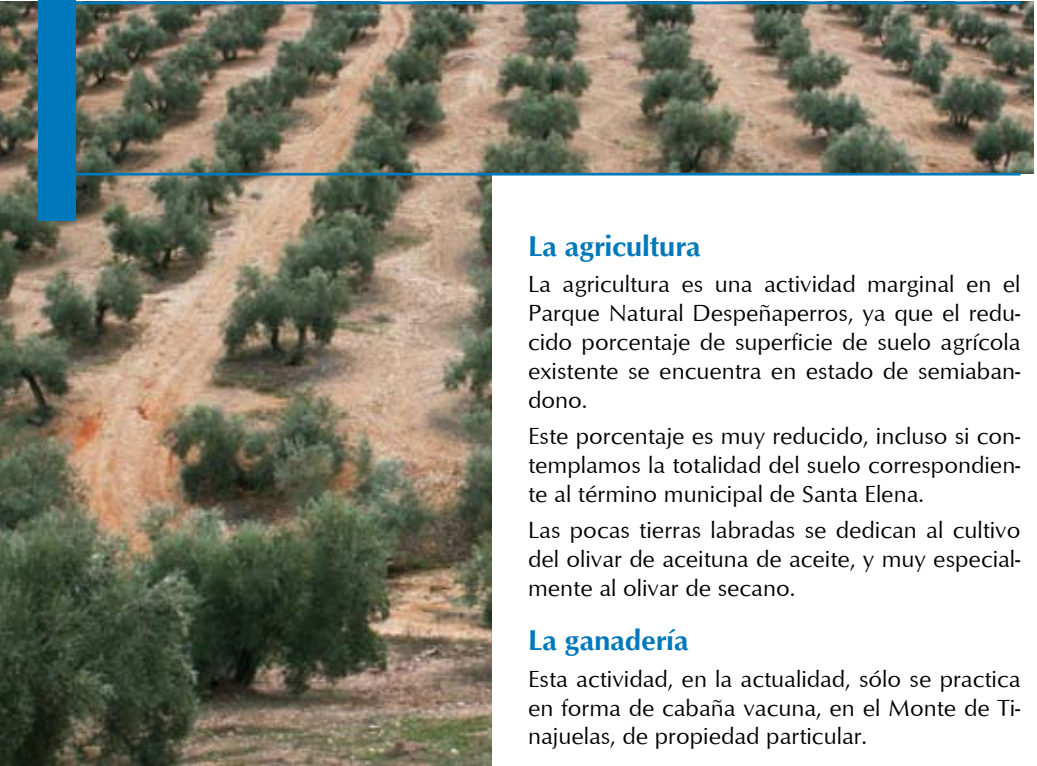 La agricultura
La agricultura es una actividad marginal en el
Parque Natural Despeñaperros, ya que el redu-
cido porcentaje de superficie de suelo agrícola
existente se encuentra en estado de semiaban-
dono.
Este porcentaje es muy reducido, incluso si con-
templamos la totalidad del suelo correspondien-
te al término municipal de Santa Elena.
Las pocas tierras labradas se dedican al cultivo
del olivar de aceituna de aceite, y muy especial-
mente al olivar de secano.
La ganadería
Esta actividad, en la actualidad, sólo se practica
en forma de cabaña vacuna, en el Monte de Ti-
najuelas, de propiedad particular.